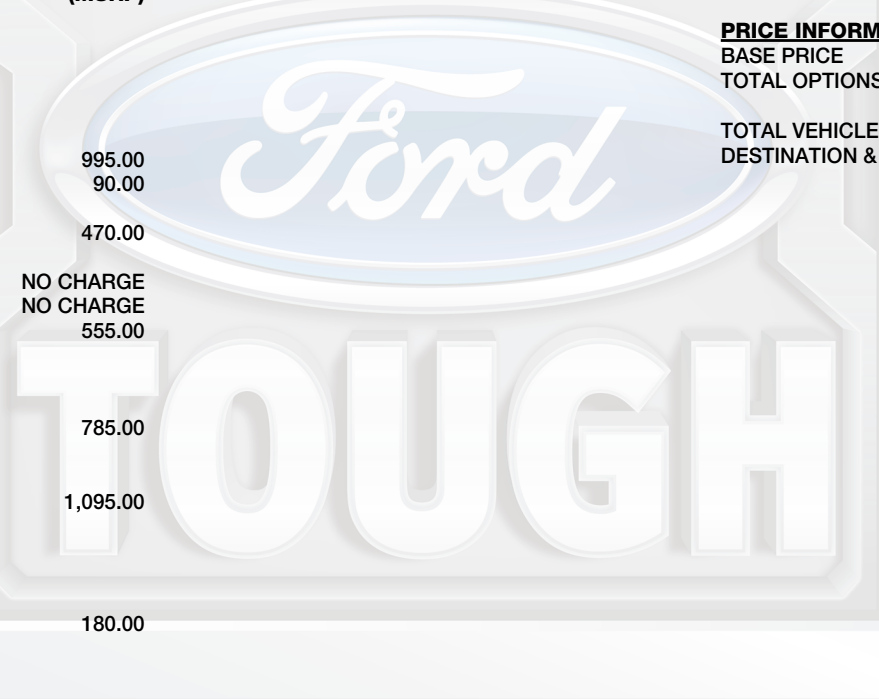 (MSRP)
995.00
90.00
470.00
NO CHARGE
NO CHARGE
555.00
785.00
1,095.00
180.00
PRICE INFORM
BASE PRICE
TOTAL OPTIONS
TOTAL VEHICLE
DESTINATION &
Ford
TOUGH